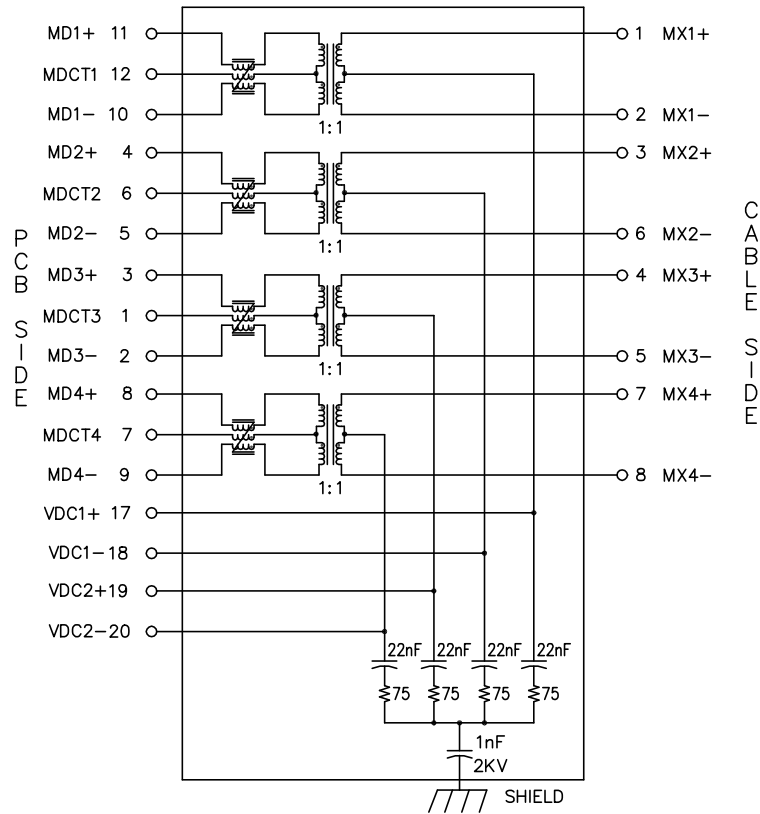 MD1+ 11
1 MX1+
MDCT1 12
MD1- 10
2 MX1-
1:1
MD2+ 4
3 MX2+
MDCT2 6
MD2- 5
6 MX2-
1:1
MD3+ 3
4 MX3+
MDCT3 1
MD3- 2
5 MX3-
1:1
MD4+ 8
7 MX4+
MDCT4 7
MD4- 9
8 MX4-
1:1
PCB SIDE
CABLE SIDE
VDC1+ 17
VDC1- 18
VDC2+ 19
VDC2- 20
22nF 22nF 22nF 22nF
75 75 75 75
1nF
2KV
SHIELD